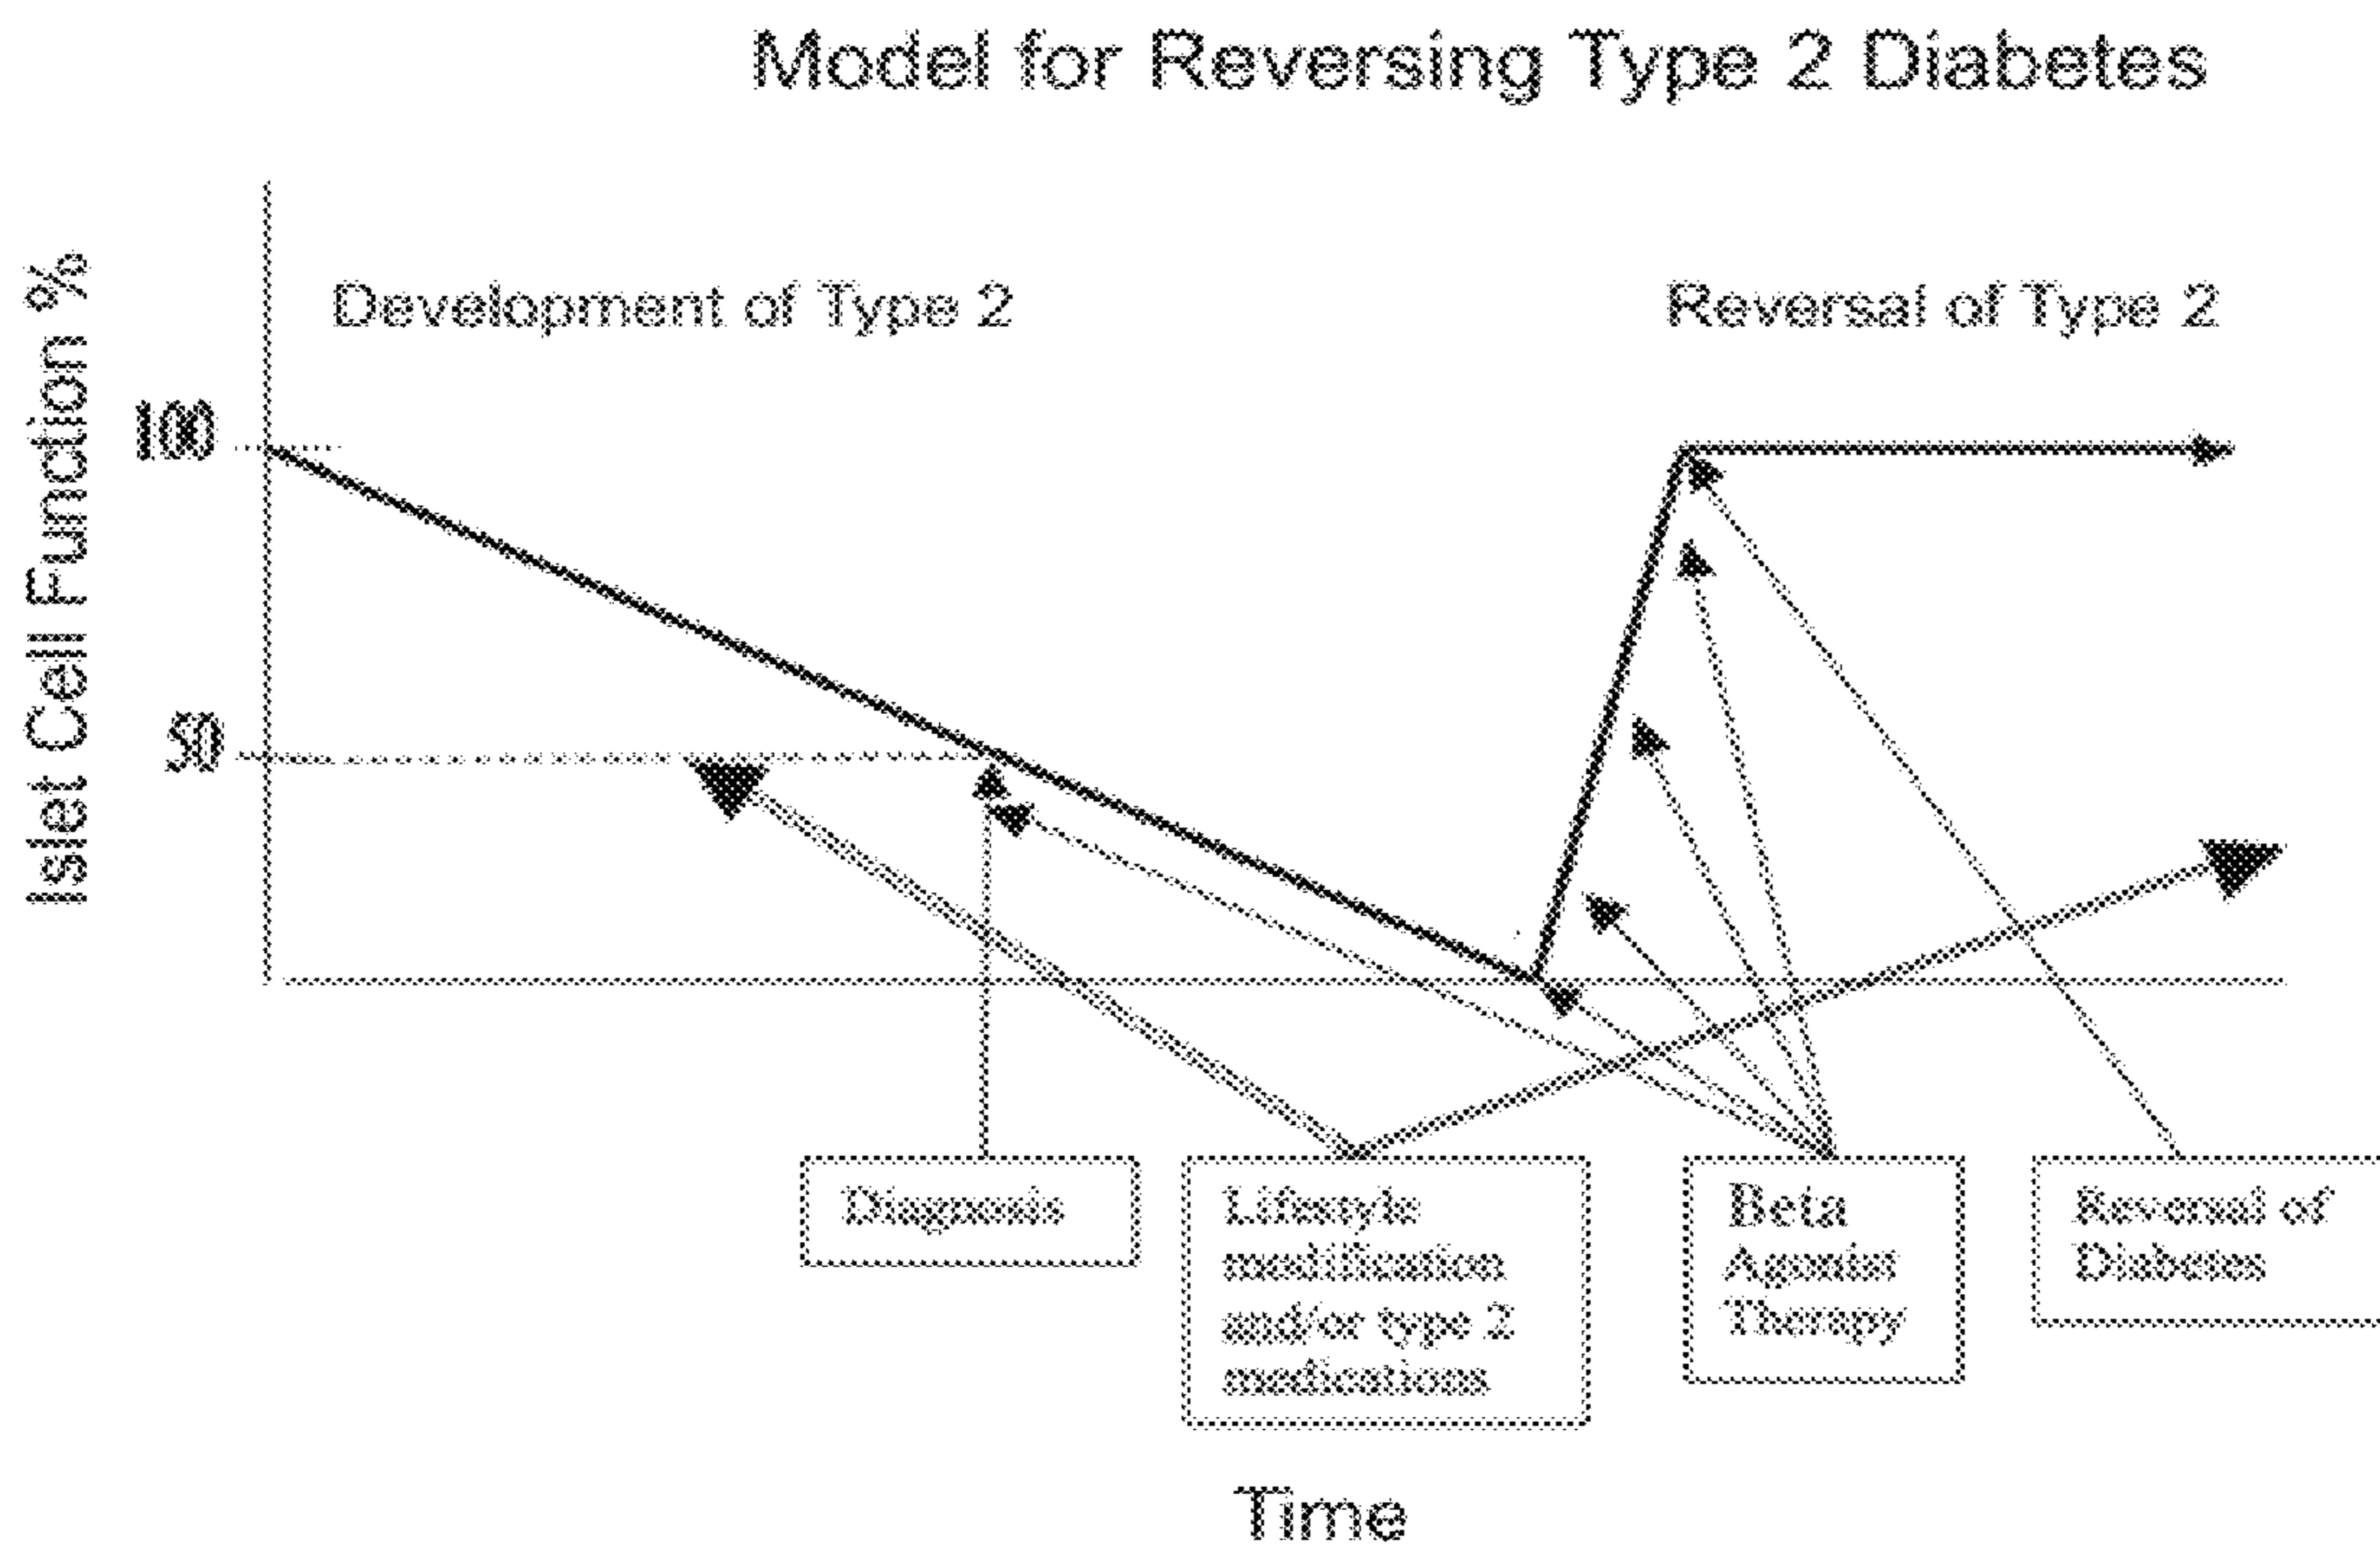 Model for Reversing Type 2 Diabetes
Islet Cell Function %
Development of Type 2
Reversal of Type 2
100
50
Diagnosis
Lifestyle
modification
and/or type 2
medications
Beta
Agonist
Therapy
Reversal of
Diabetes
Time